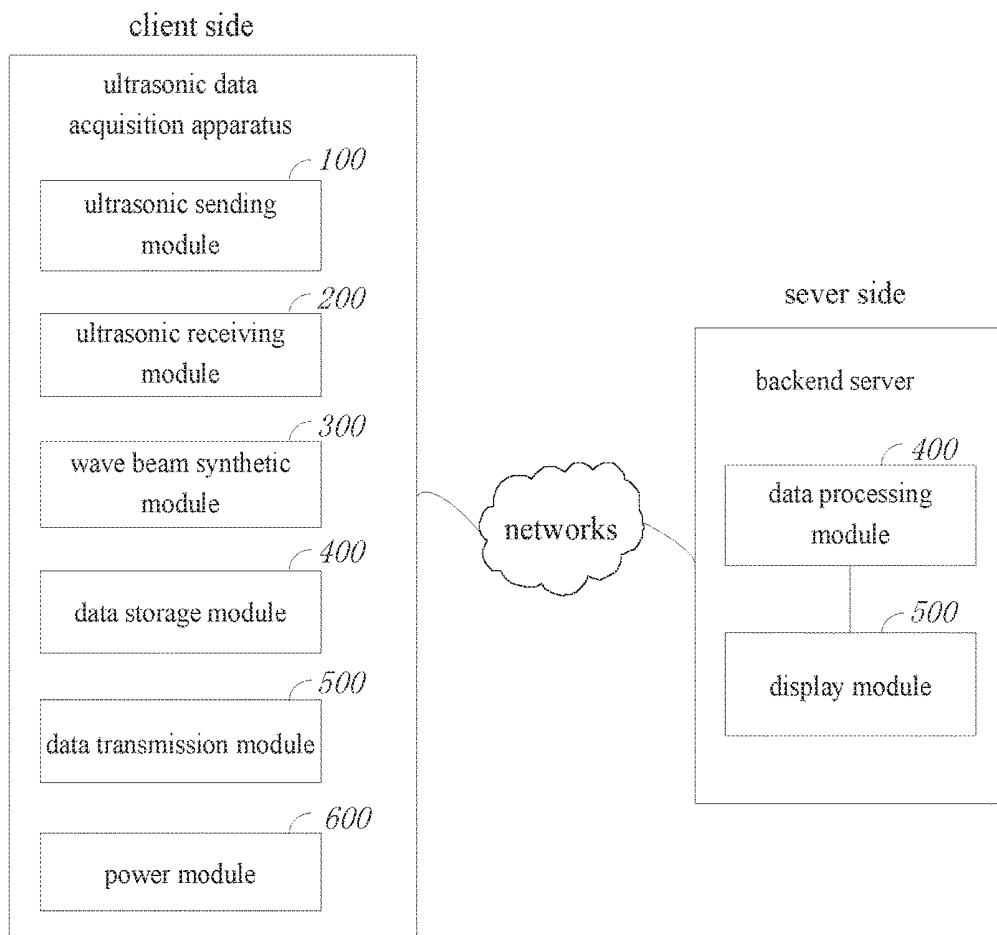 client side
ultrasonic data
acquisition apparatus
100
ultrasonic sending
module
200
ultrasonic receiving
module
300
wave beam synthetic
module
400
data storage module
500
data transmission module
600
power module
networks
sever side
backend server
400
data processing
module
500
display module